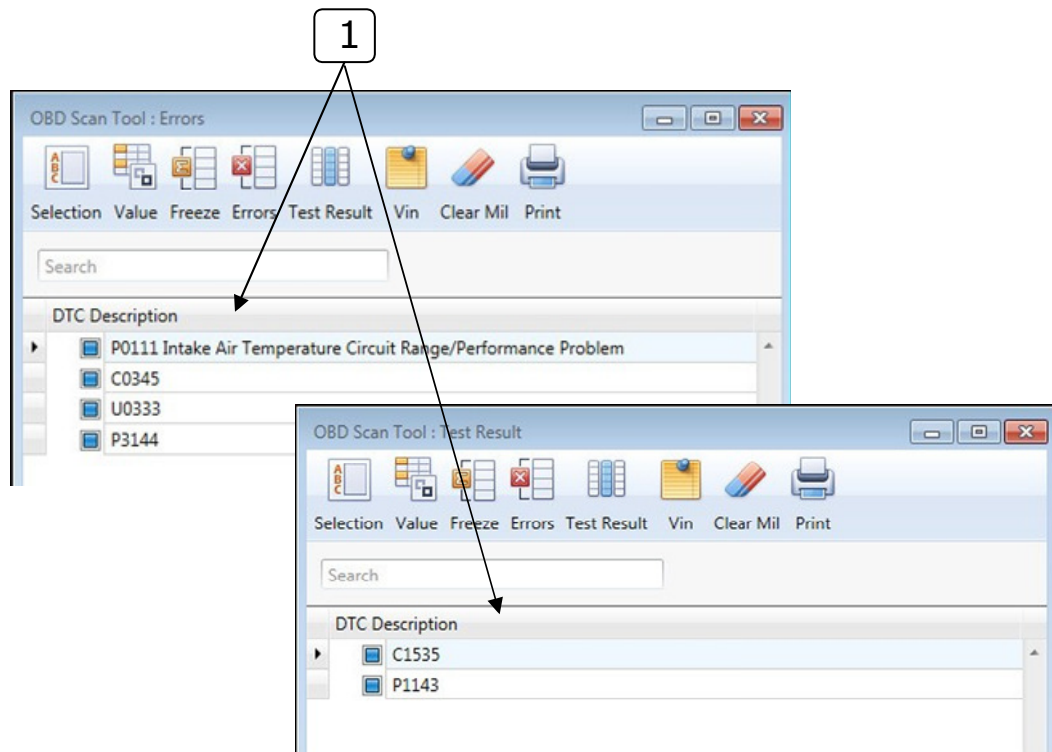 1
OBD Scan Tool : Errors
Selection Value Freeze Errors Test Result Vin Clear Mil Print
Search
DTC Description
P0111 Intake Air Temperature Circuit Range/Performance Problem
C0345
U0333
P3144
OBD Scan Tool : Test Result
A
B
C
Selection Value Freeze Errors Test Result Vin Clear Mil Print
Search
DTC Description
C1535
P1143